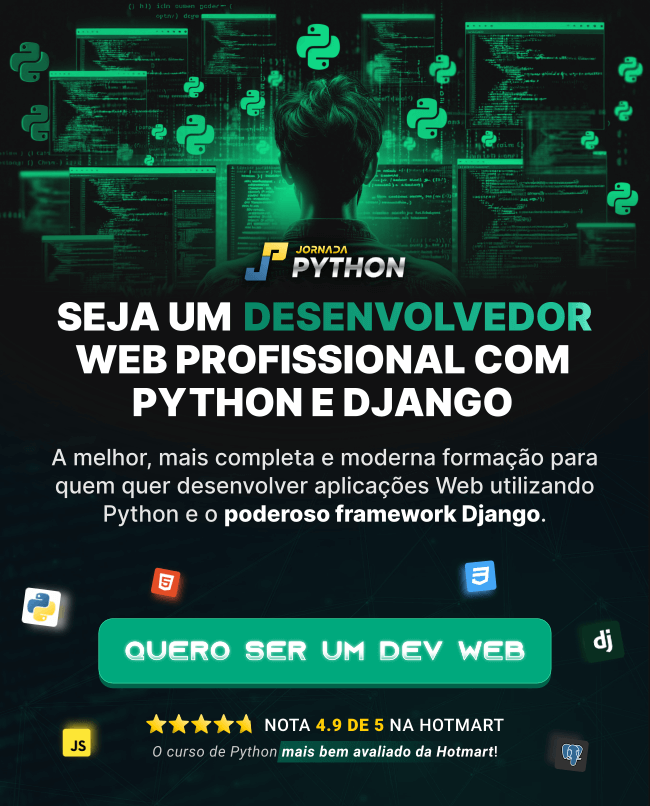 JORNADA
PYTHON
SEJA UM DESENVOLVEDOR
WEB PROFISSIONAL COM
PYTHON E DJANGO
A melhor, mais completa e moderna formação para
quem quer desenvolver aplicações Web utilizando
Python e o poderoso framework Django.
QUERO SER UM DEV WEB
dj
NOTA 4.9 DE 5 NA HOTMART
JS
O curso de Python mais bem avaliado da Hotmart!